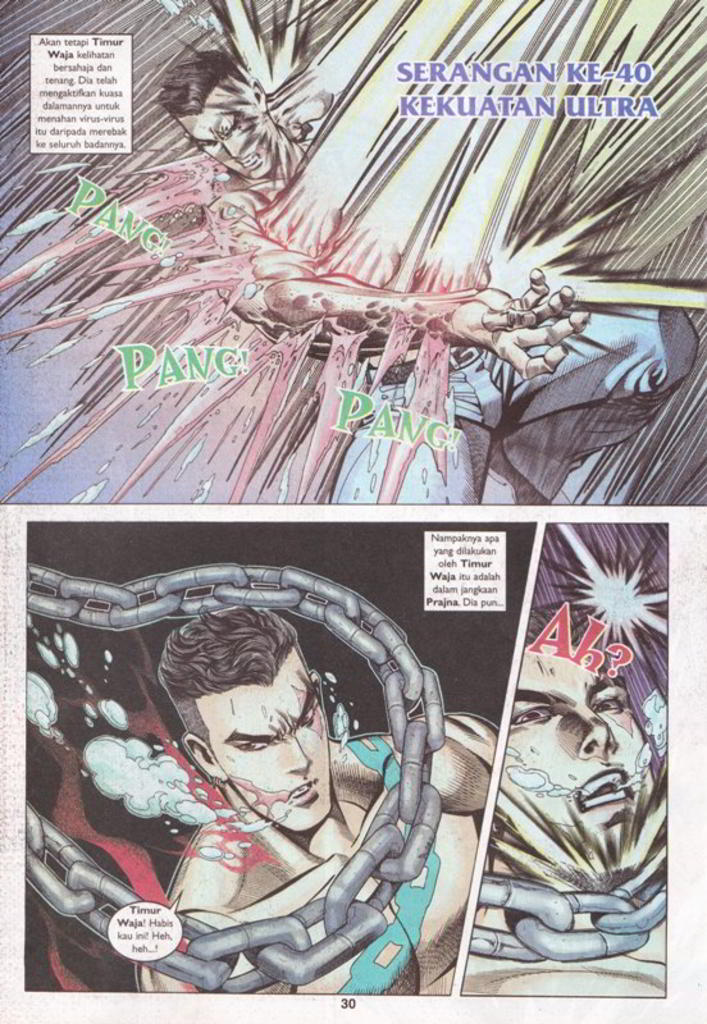 Akan tetapi Timur
Waja kelihatan
bersahaja dan
tenang. Dia telah
mengaktifkan kuasa
dalamannya untuk
menahan virus-virus
itu daripada merebak
ke seluruh badannya.
SERANGAN KE-40
KEKUATAN ULTRA
PANG!
PANG!
PANG!
Nampaknya apa
yang dilakukan
oleh Timur
Waja itu adalah
dalam jangkaan
Prajna. Dia pun...
Ah?
Timur
Waja! Habis
kau ini! Heh,
heh...!
30